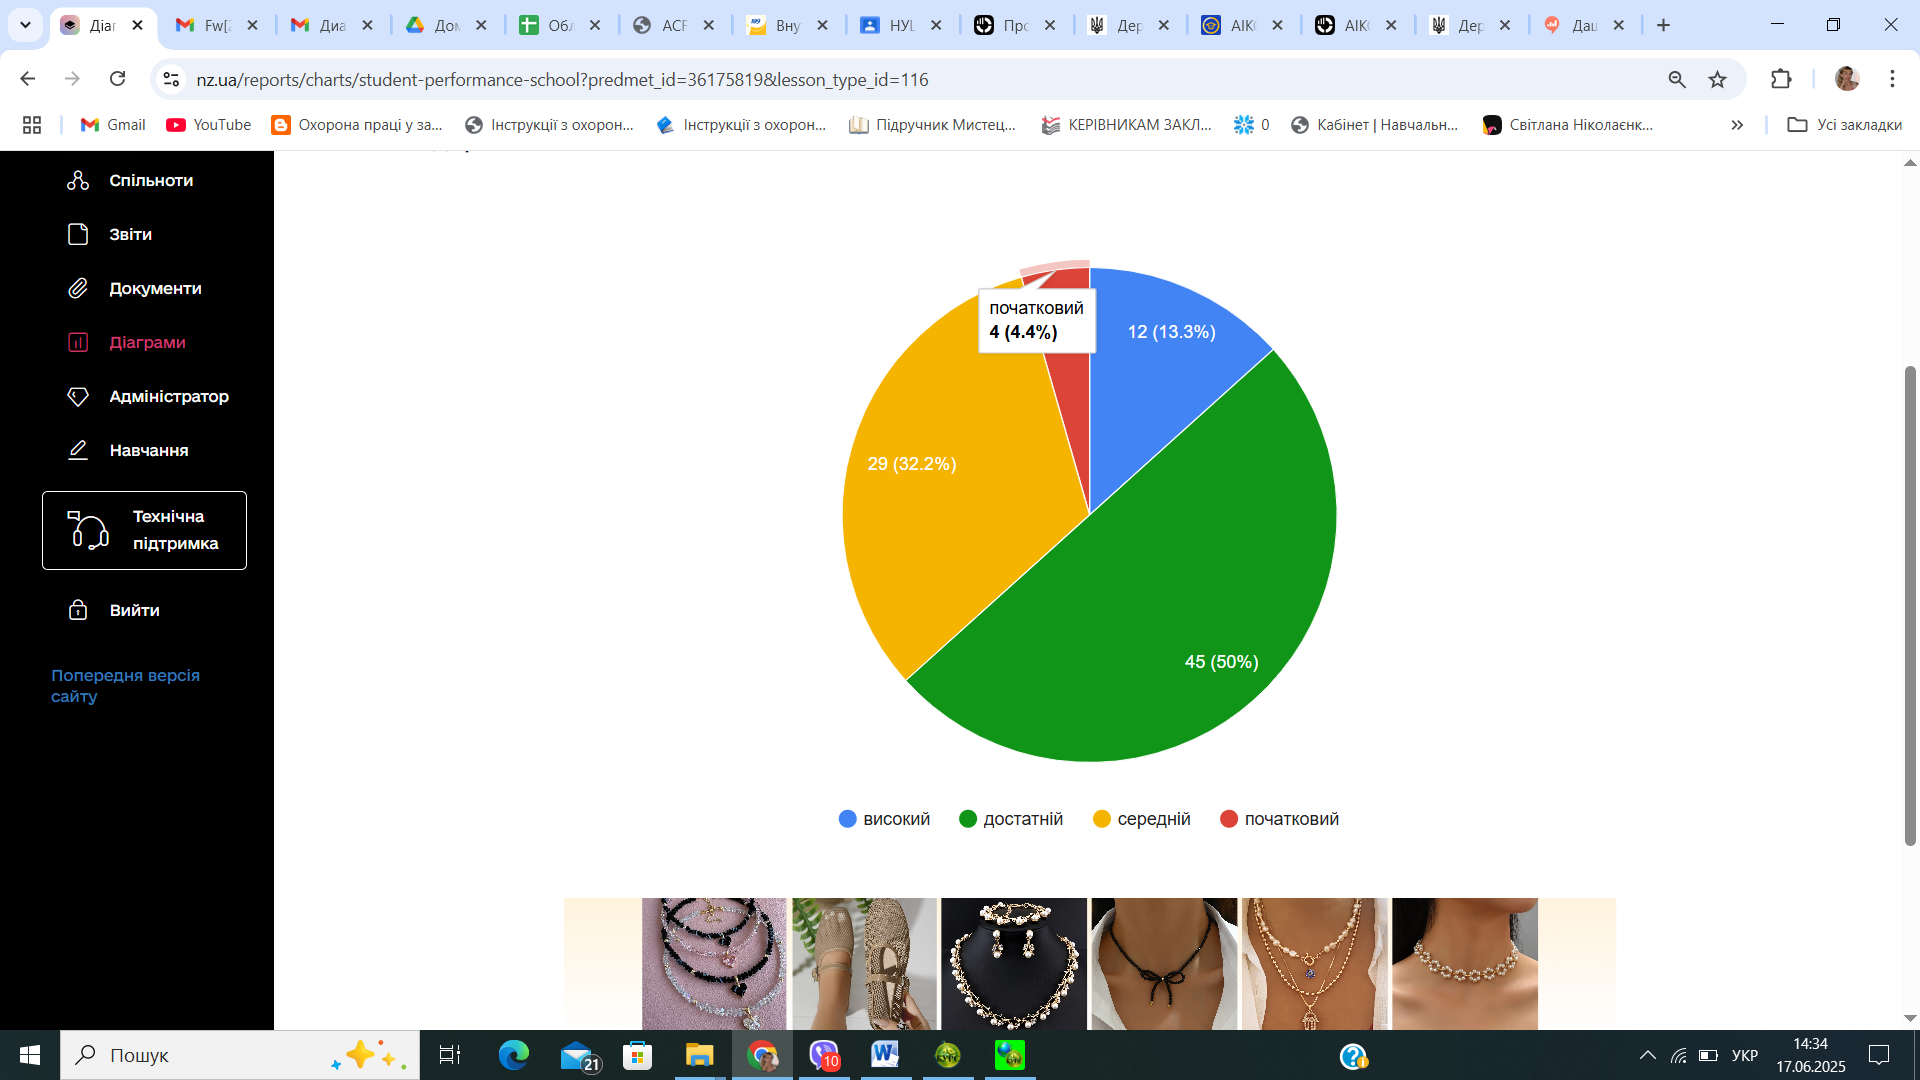 Діаг
Fw[2
Диа
Дом
Обл
ACF
Вну
НУШ
Про
Дер
АІКО
АІКО
Дер
Даш
nz.ua/reports/charts/student-performance-school?predmet_id=36175819&lesson_type_id=116
Gmail
YouTube
Охорона праці у за...
Інструкції з охорон...
Інструкції з охорон...
Підручник Мистец...
КЕРІВНИКАМ ЗАКЛ...
0
Кабінет | Навчальн...
Світлана Ніколаєнк...
»
Усі закладки
Спільноти
Звіти
Документи
Діаграми
Адміністратор
Навчання
Технічна
підтримка
Вийти
Попередня версія
сайту
початковий
4 (4.4%)
12 (13.3%)
29 (32.2%)
45 (50%)
високий
достатній
середній
початковий
Пошук
21
10
УКР
14:34
17.06.2025